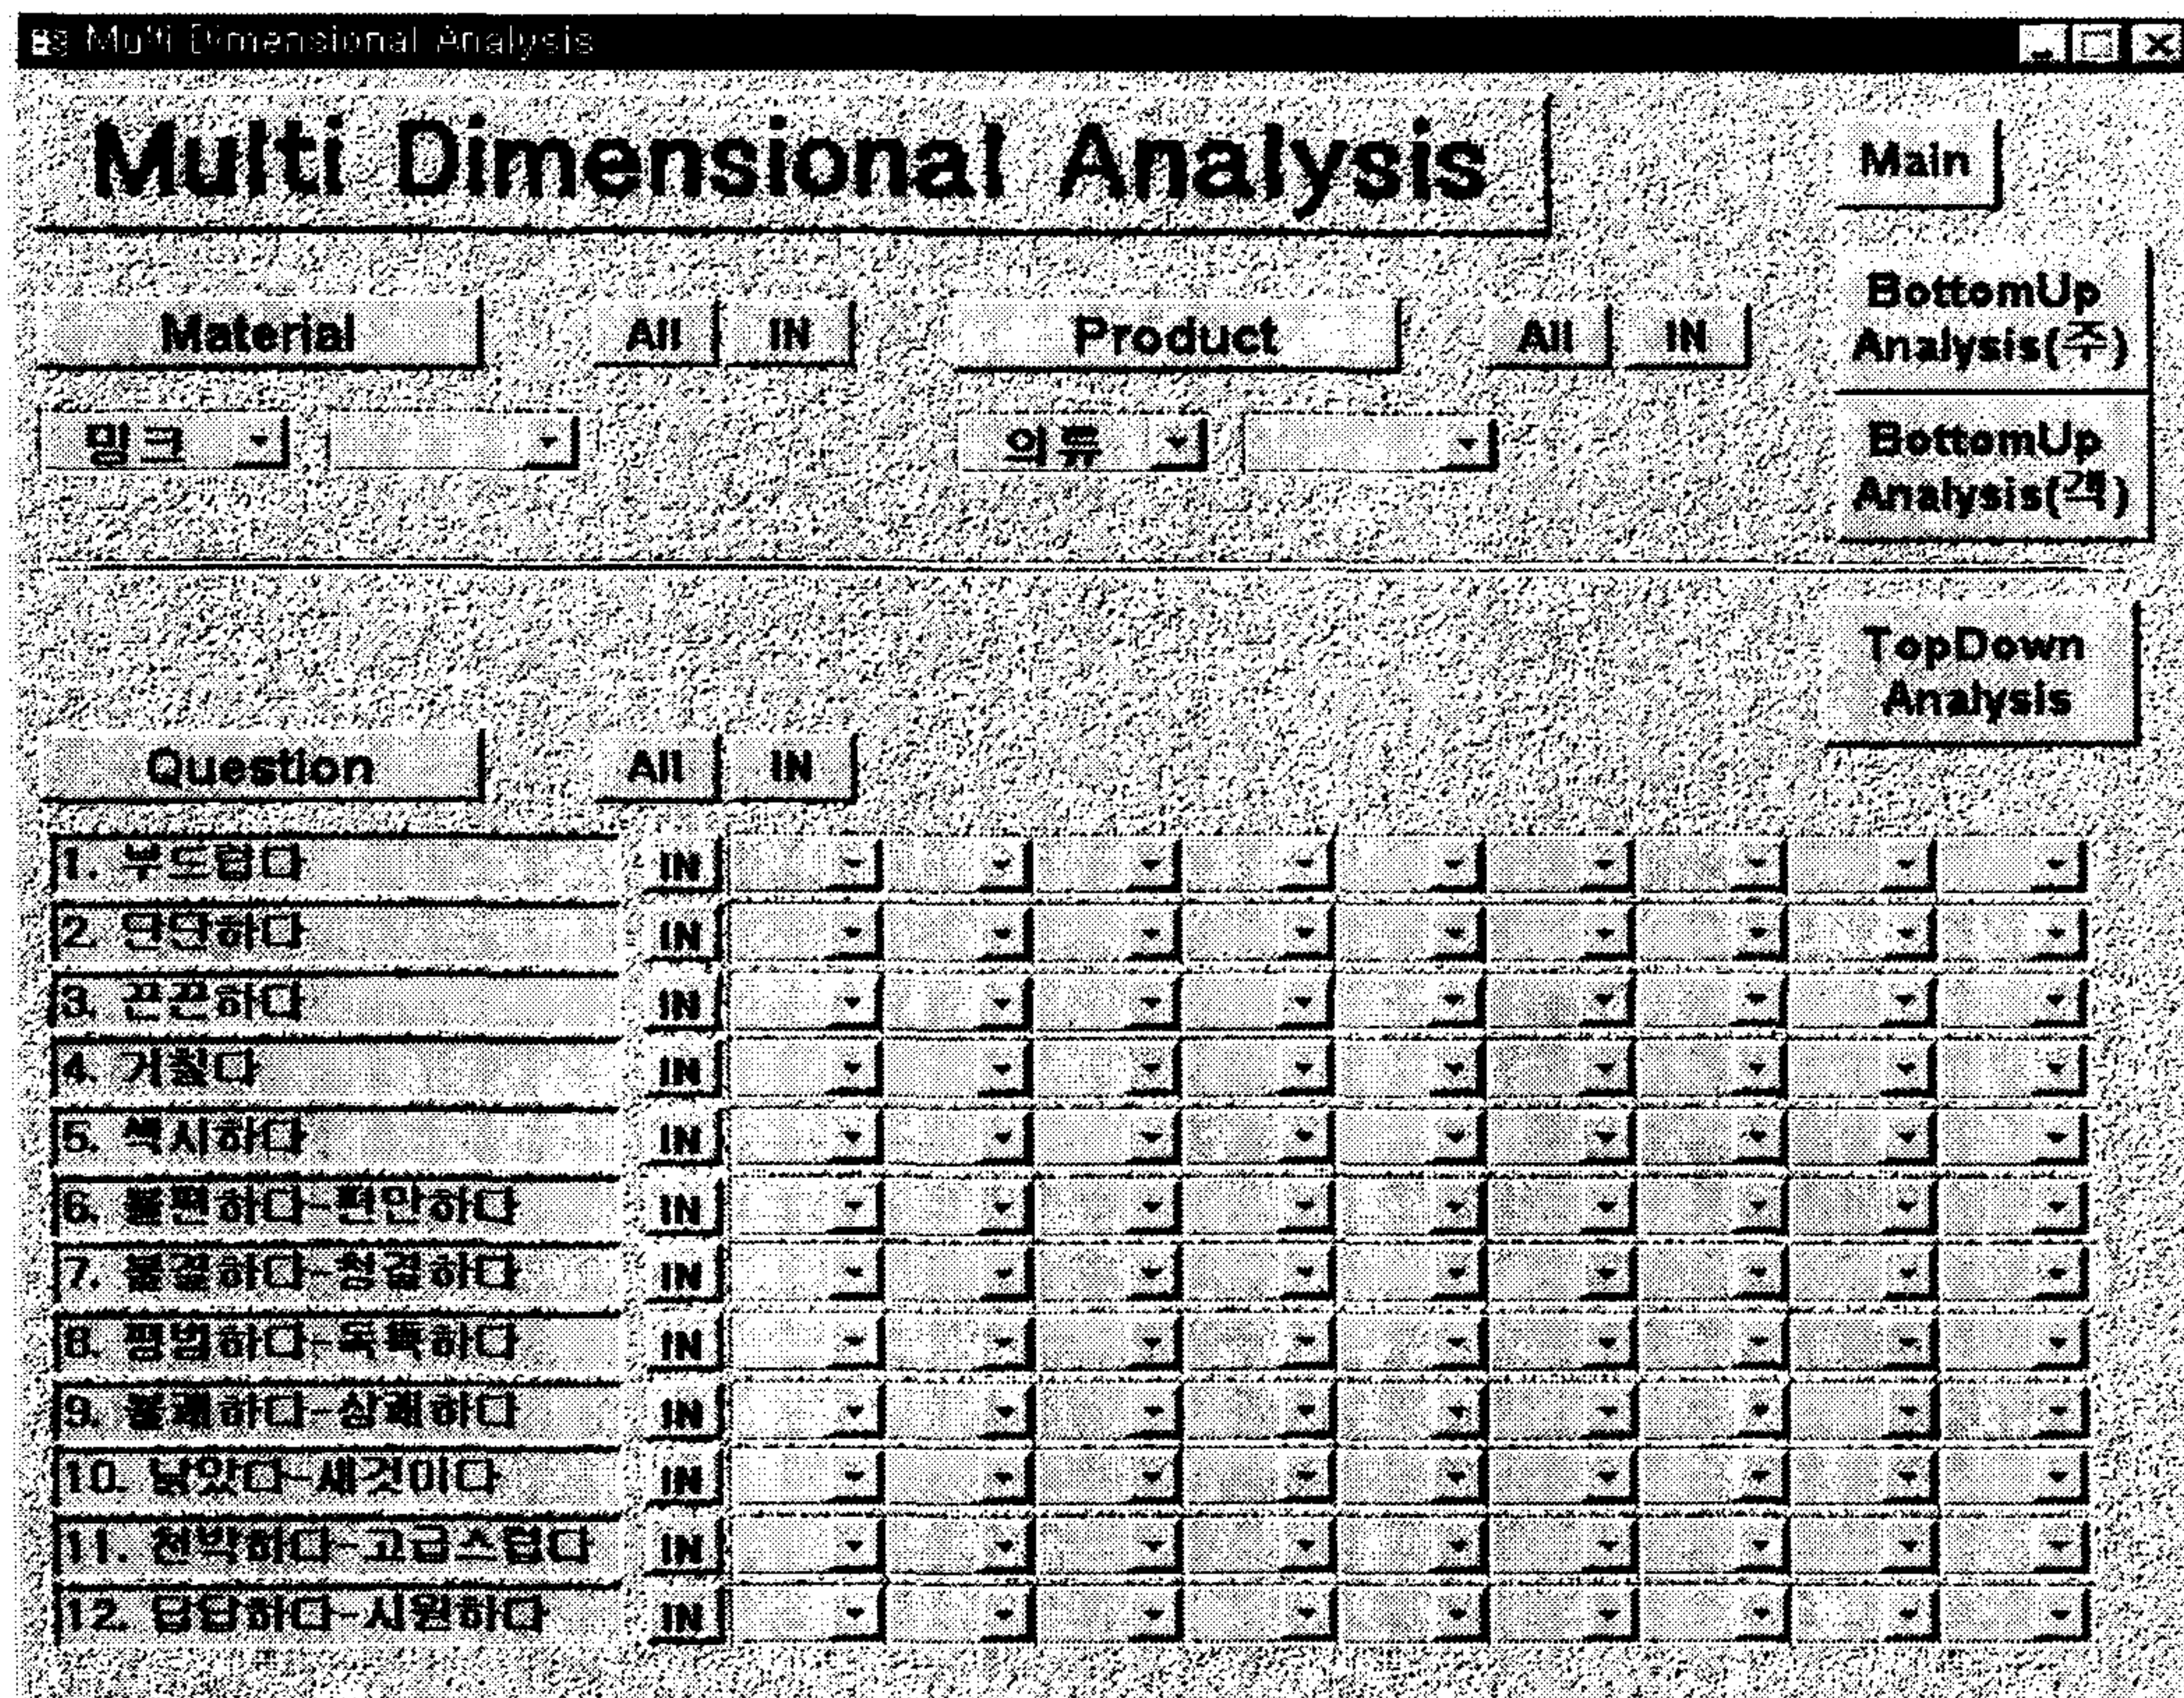 Multi Dimensional Analysis
Multi Dimensional Analysis
Main
Material All IN Product All IN
BottomUp
Analysis(주)
밍크 의류
BottomUp
Analysis(객)
TopDown
Analysis
Question All IN
1. 부드럽다 IN
2. 단단하다 IN
3. 끈끈하다 IN
4. 거칠다 IN
5. 섹시하다 IN
6. 불편하다-편안하다 IN
7. 불결하다-청결하다 IN
8. 평범하다-독특하다 IN
9. 불쾌하다-상쾌하다 IN
10. 낡았다-새것이다 IN
11. 천박하다-고급스럽다 IN
12. 답답하다-시원하다 IN